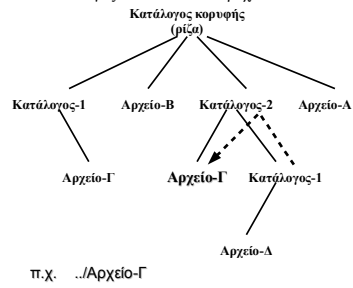 Κατάλογος κορυφής
(ρίζα)
Κατάλογος-1 Αρχείο-Β Κατάλογος-2 Αρχείο-Α
Αρχείο-Γ Αρχείο-Γ Κατάλογος-1
Αρχείο-Δ
π.χ. ../Αρχείο-Γ